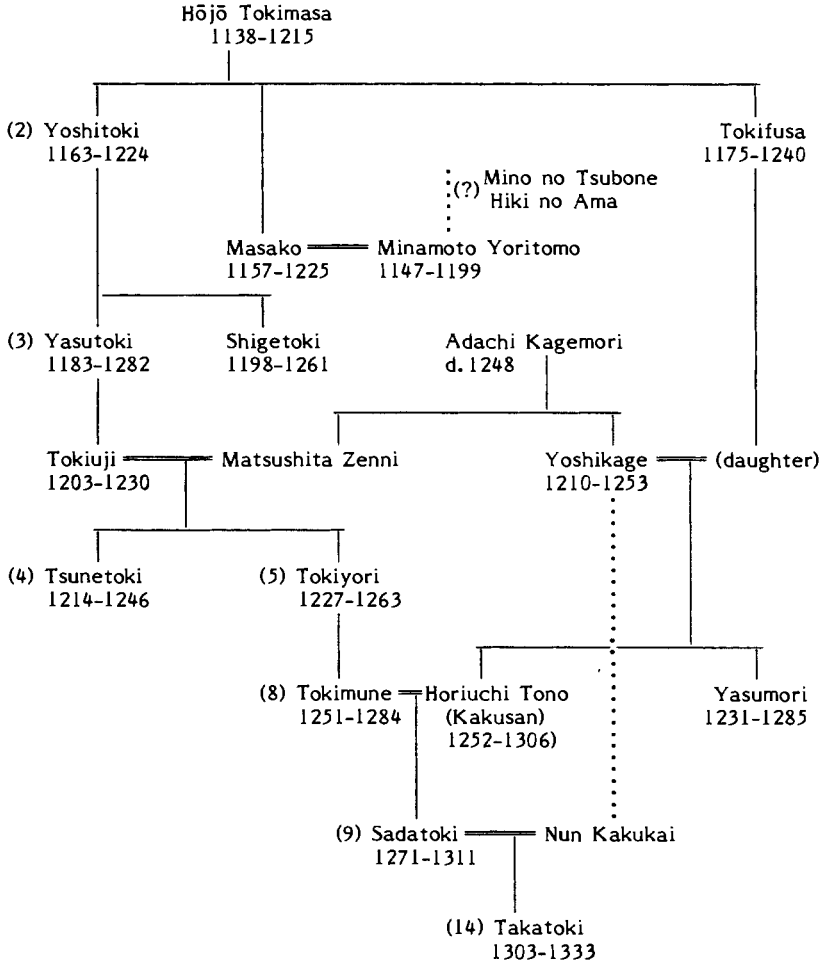 Hōjō Tokimasa
1138-1215
(2) Yoshitoki
1163-1224
Tokifusa
1175-1240
(?) Mino no Tsubone
Hiki no Ama
Masako
1157-1225
Minamoto Yoritomo
1147-1199
(3) Yasutoki
1183-1282
Shigetoki
1198-1261
Adachi Kagemori
d. 1248
Tokiuji
1203-1230
Matsushita Zenni
Yoshikage
1210-1253
(daughter)
(4) Tsunetoki
1214-1246
(5) Tokiyori
1227-1263
(8) Tokimune
1251-1284
Horiuchi Tono
(Kakusan)
1252-1306)
Yasumori
1231-1285
(9) Sadatoki
1271-1311
Nun Kakukai
(14) Takatoki
1303-1333